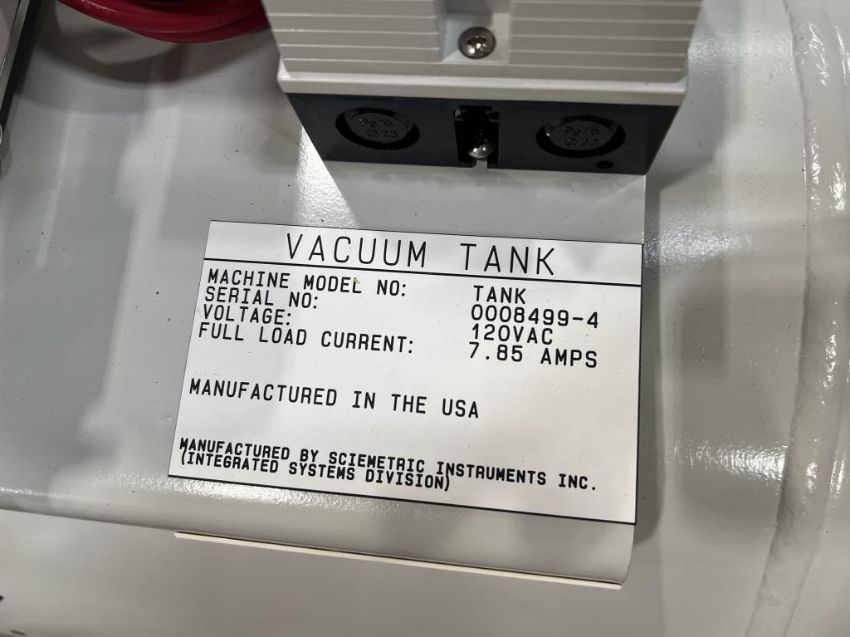 VACUUM TANK
MACHINE MODEL NO: TANK
SERIAL NO: 0008499-4
VOLTAGE: 120VAC
FULL LOAD CURRENT: 7.85 AMPS
MANUFACTURED IN THE USA
MANUFACTURED BY SCIEMETRIC INSTRUMENTS INC.
(INTEGRATED SYSTEMS DIVISION)